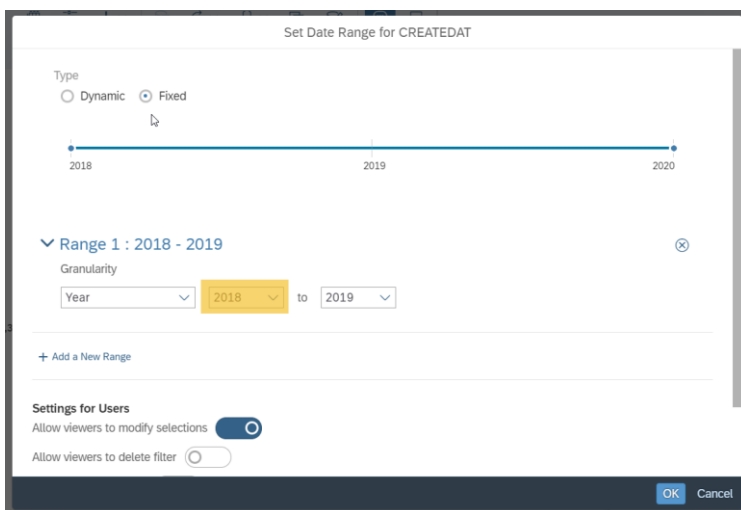 Set Date Range for CREATEDAT
Type
Dynamic Fixed
2018 2019 2020
Range 1 : 2018 - 2019
Granularity
Year 2018 to 2019
+ Add a New Range
Settings for Users
Allow viewers to modify selections
Allow viewers to delete filter
OK Cancel